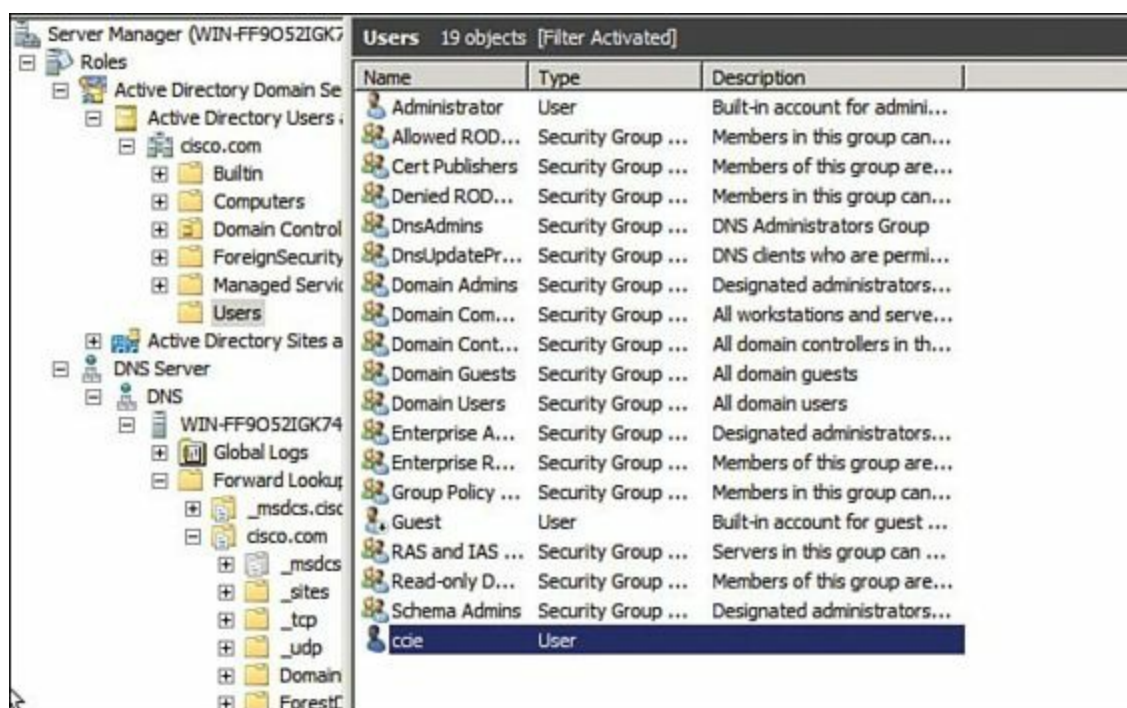 Server Manager (WIN-FF9O52IGK7
Roles
Active Directory Domain Se
Active Directory Users
cisco.com
Builtin
Computers
Domain Control
ForeignSecurity
Managed Servic
Users
Active Directory Sites a
DNS Server
DNS
WIN-FF9O52IGK74
Global Logs
Forward Lookup
_msdcs.cisc
cisco.com
_msdcs
_sites
_tcp
_udp
Domain
ForestD
Users 19 objects [Filter Activated]
Name Type Description
Administrator User Built-in account for admini...
Allowed ROD... Security Group ... Members in this group can...
Cert Publishers Security Group ... Members of this group are...
Denied ROD... Security Group ... Members in this group can...
DnsAdmins Security Group ... DNS Administrators Group
DnsUpdatePr... Security Group ... DNS clients who are permi...
Domain Admins Security Group ... Designated administrators...
Domain Com... Security Group ... All workstations and serve...
Domain Cont... Security Group ... All domain controllers in th...
Domain Guests Security Group ... All domain guests
Domain Users Security Group ... All domain users
Enterprise A... Security Group ... Designated administrators...
Enterprise R... Security Group ... Members of this group are...
Group Policy ... Security Group ... Members in this group can...
Guest User Built-in account for guest ...
RAS and IAS ... Security Group ... Servers in this group can ...
Read-only D... Security Group ... Members of this group are...
Schema Admins Security Group ... Designated administrators...
ccie User